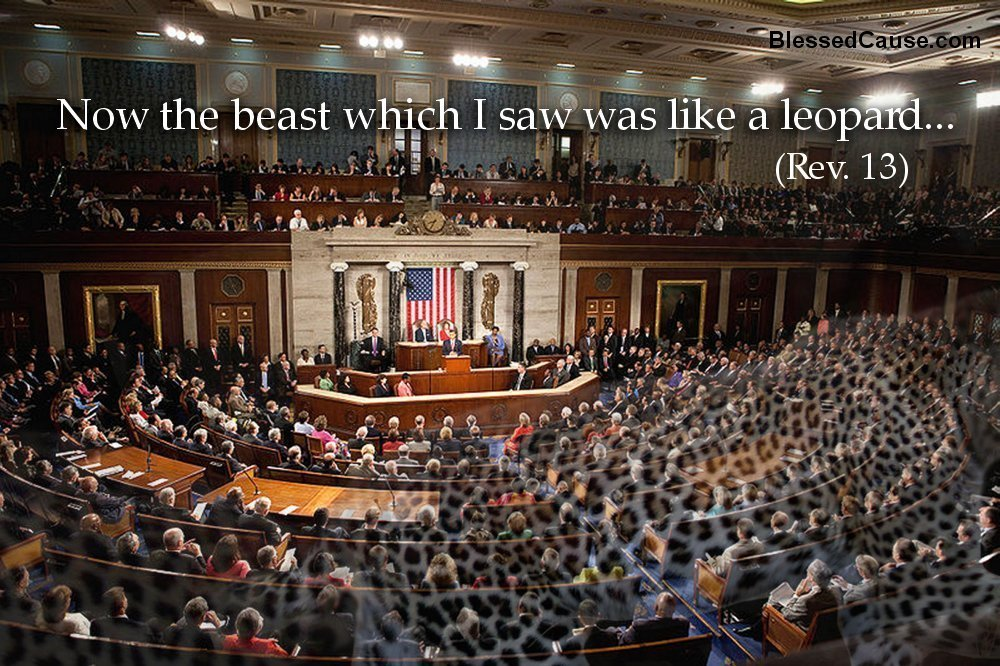 BlessedCause.com
Now the beast which I saw was like a leopard...
(Rev. 13)